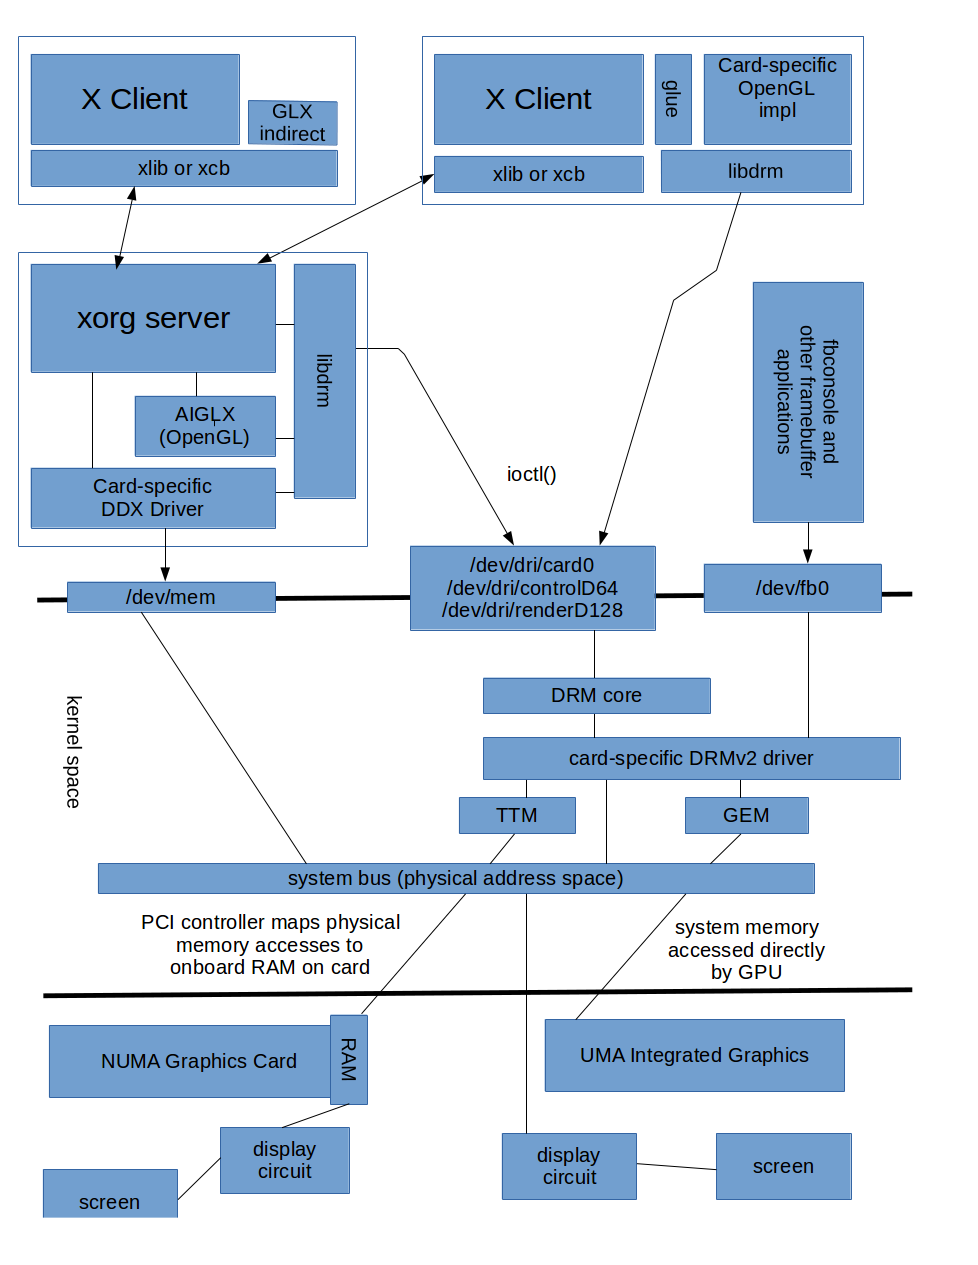 X Client
GLX
indirect
xlib or xcb
X Client
glue
Card-specific
OpenGL
impl
xlib or xcb
libdrm
xorg server
libdrm
AIGLX
(OpenGL)
Card-specific
DDX Driver
fbconsole and
other framebuffer
applications
ioctl()
/dev/mem
/dev/dri/card0
/dev/dri/controlD64
/dev/dri/renderD128
/dev/fb0
kernel space
DRM core
card-specific DRMv2 driver
TTM
GEM
system bus (physical address space)
PCI controller maps physical
memory accesses to
onboard RAM on card
system memory
accessed directly
by GPU
NUMA Graphics Card
RAM
UMA Integrated Graphics
display
circuit
screen
display
circuit
screen